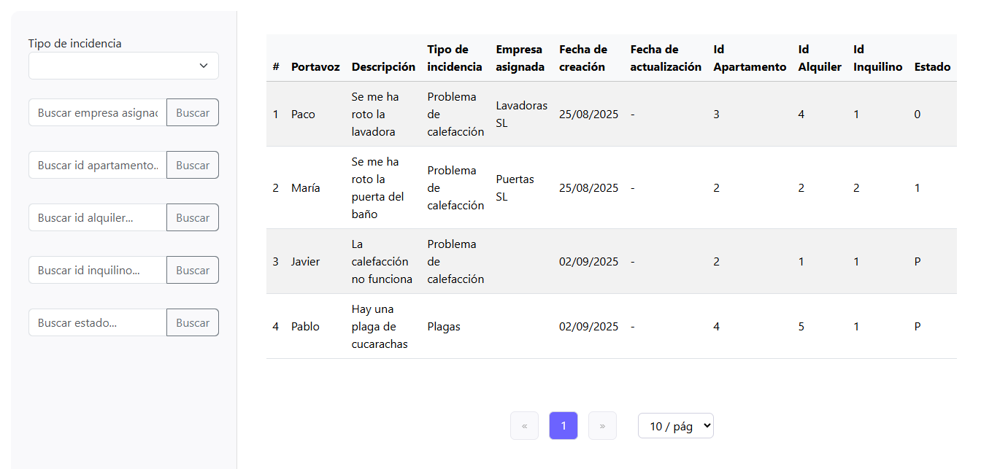 Tipo de incidencia
Buscar empresa asignac Buscar
Buscar id apartamento.. Buscar
Buscar id alquiler... Buscar
Buscar id inquilino... Buscar
Buscar estado... Buscar
# Portavoz Descripción Tipo de incidencia Empresa asignada Fecha de creación Fecha de actualización Id Apartamento Id Alquiler Id Inquilino Estado
1 Paco Se me ha roto la lavadora Problema de calefacción Lavadoras SL 25/08/2025 - 3 4 1 0
2 María Se me ha roto la puerta del baño Problema de calefacción Puertas SL 25/08/2025 - 2 2 2 1
3 Javier La calefacción no funciona Problema de calefacción 02/09/2025 - 2 1 1 P
4 Pablo Hay una plaga de cucarachas Plagas 02/09/2025 - 4 5 1 P
« 1 » 10 / pág